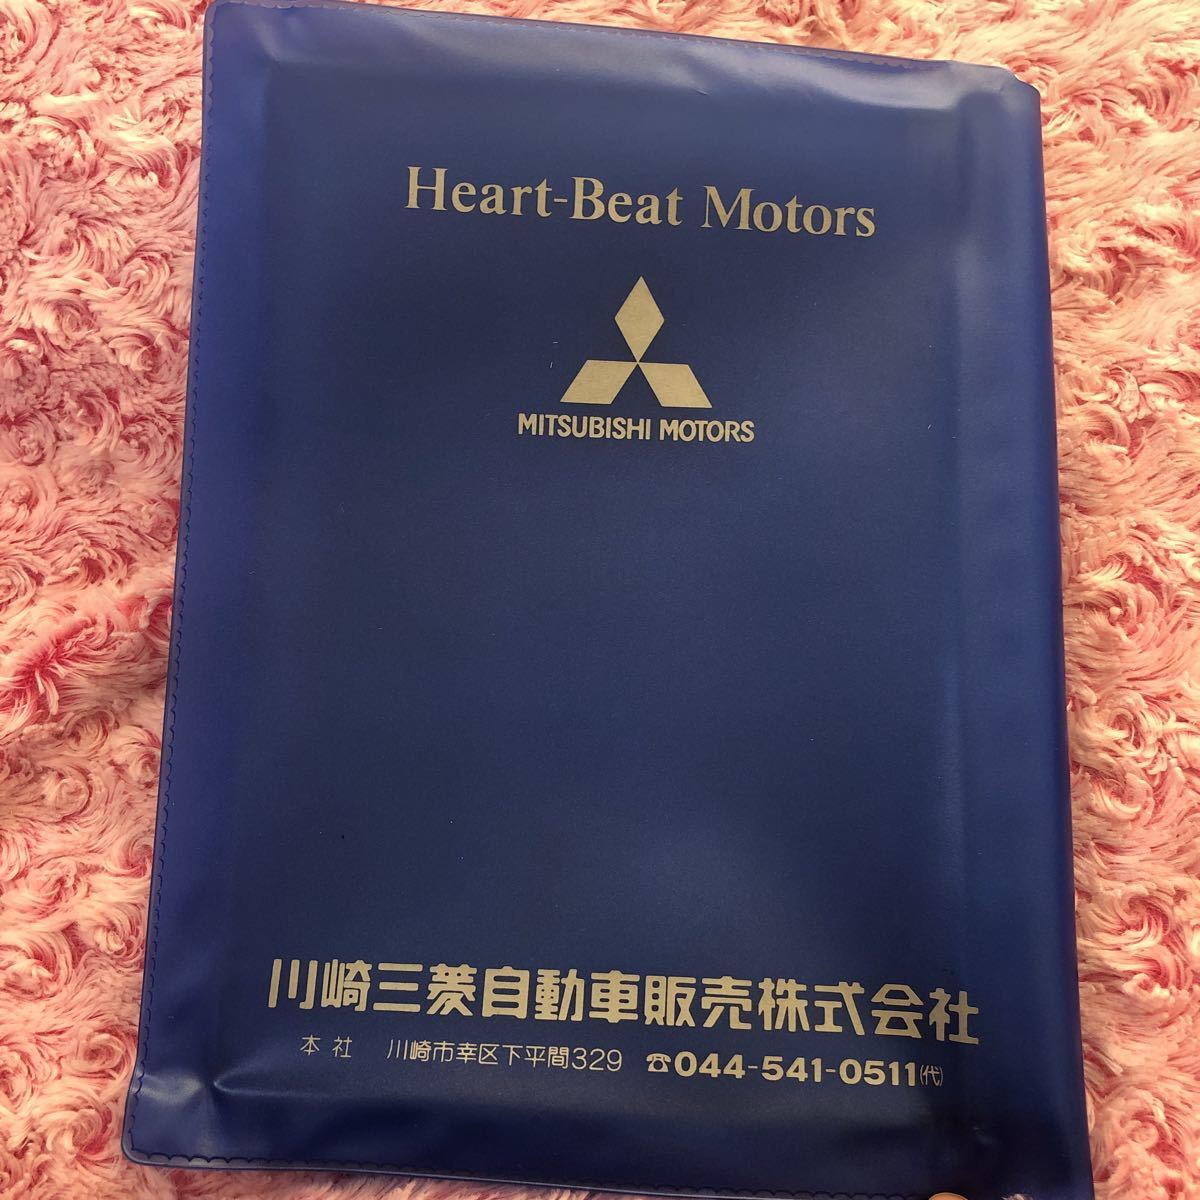 Heart-Beat Motors
MITSUBISHI MOTORS
川崎三菱自動車販売株式会社
本社 川崎市幸区下平間329 ☎044-541-0511(代)